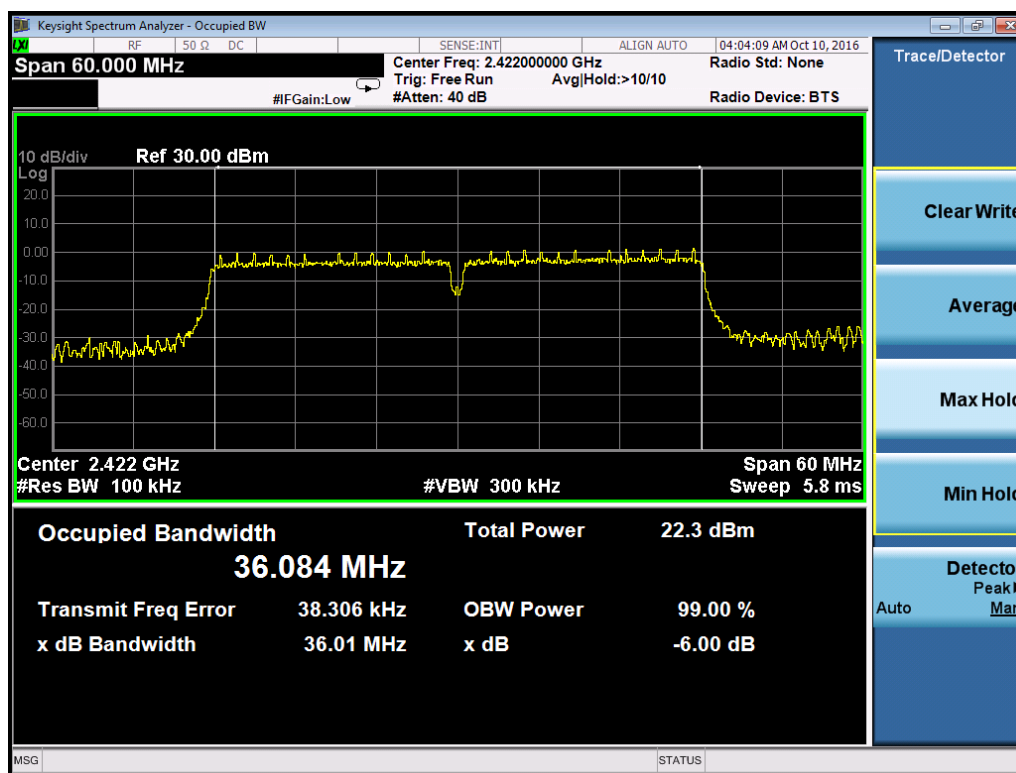 Keysight Spectrum Analyzer - Occupied BW
LXI RF 50 Ω DC SENSE:INT ALIGN AUTO 04:04:09 AM Oct 10, 2016
Span 60.000 MHz Center Freq: 2.422000000 GHz Radio Std: None
Trig: Free Run Avg|Hold:>10/10
#IFGain:Low #Atten: 40 dB Radio Device: BTS
Trace/Detector
10 dB/div Ref 30.00 dBm
Log
20.0
10.0
0.00
-10.0
-20.0
-30.0
-40.0
-50.0
-60.0
Center 2.422 GHz Span 60 MHz
#Res BW 100 kHz #VBW 300 kHz Sweep 5.8 ms
Occupied Bandwidth Total Power 22.3 dBm
36.084 MHz
Transmit Freq Error 38.306 kHz OBW Power 99.00 %
x dB Bandwidth 36.01 MHz x dB -6.00 dB
Clear Write
Average
Max Hold
Min Hold
Detecto
Peak
Auto Man
MSG STATUS